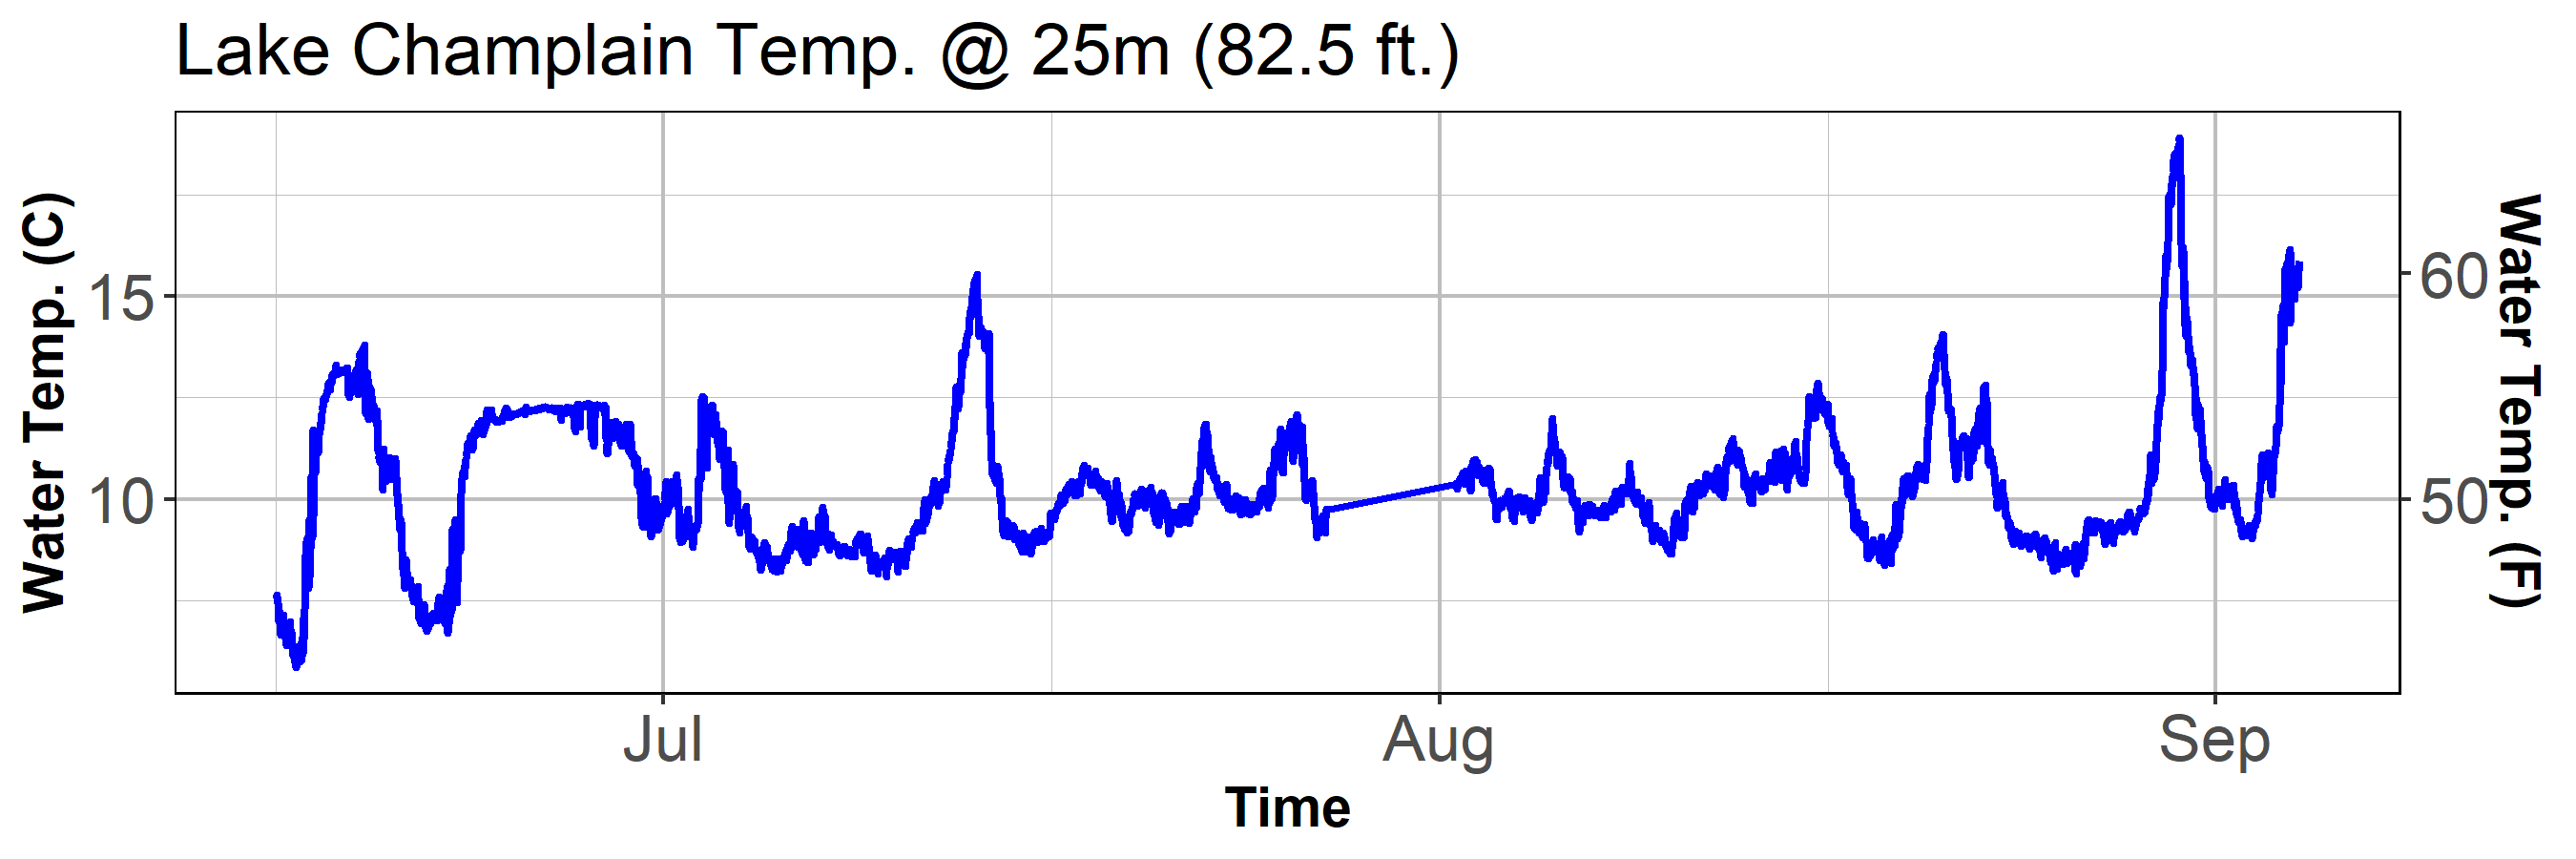 Lake Champlain Temp. @ 25m (82.5 ft.)
Water Temp. (C)
15
10
60
50
Water Temp. (F)
Jul
Aug
Sep
Time